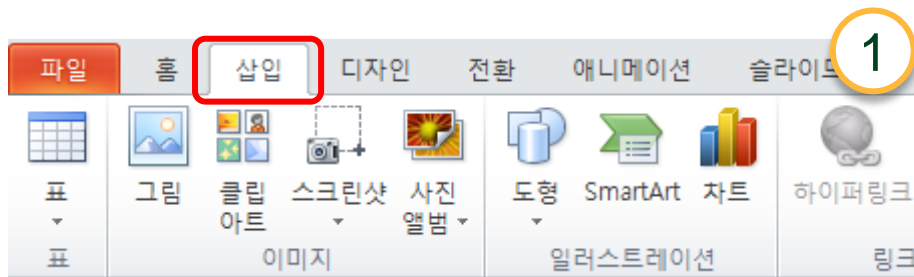 1
파일 홈 삽입 디자인 전환 애니메이션
표 그림 클립 스크린샷 사진 도형 SmartArt 차트 하이퍼링크
아트 앨범
표 이미지 일러스트레이션 링크